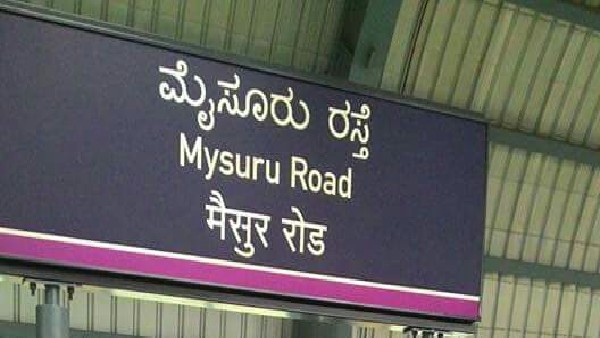 ಮೈಸೂರು ರಸ್ತೆ
Mysuru Road
मैसुर रोड